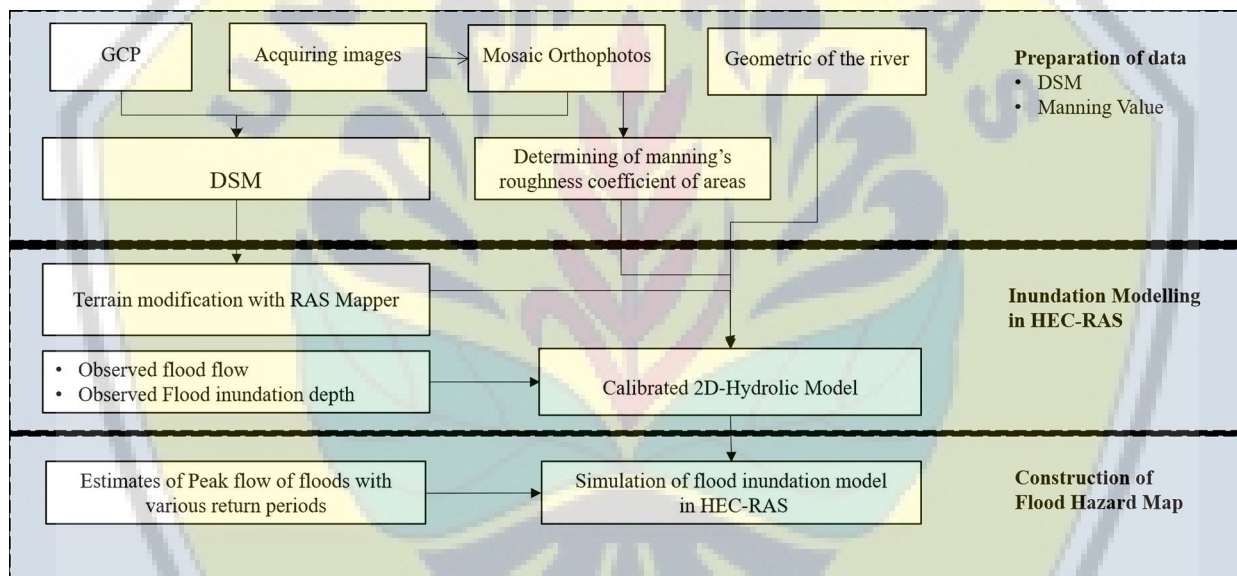 GCP
Acquiring images
Mosaic Orthophotos
Geometric of the river
Preparation of data
• DSM
• Manning Value
DSM
Determining of manning's
roughness coefficient of areas
Terrain modification with RAS Mapper
Inundation Modelling
in HEC-RAS
• Observed flood flow
• Observed Flood inundation depth
Calibrated 2D-Hydrolic Model
Estimates of Peak flow of floods with
various return periods
Simulation of flood inundation model
in HEC-RAS
Construction of
Flood Hazard Map